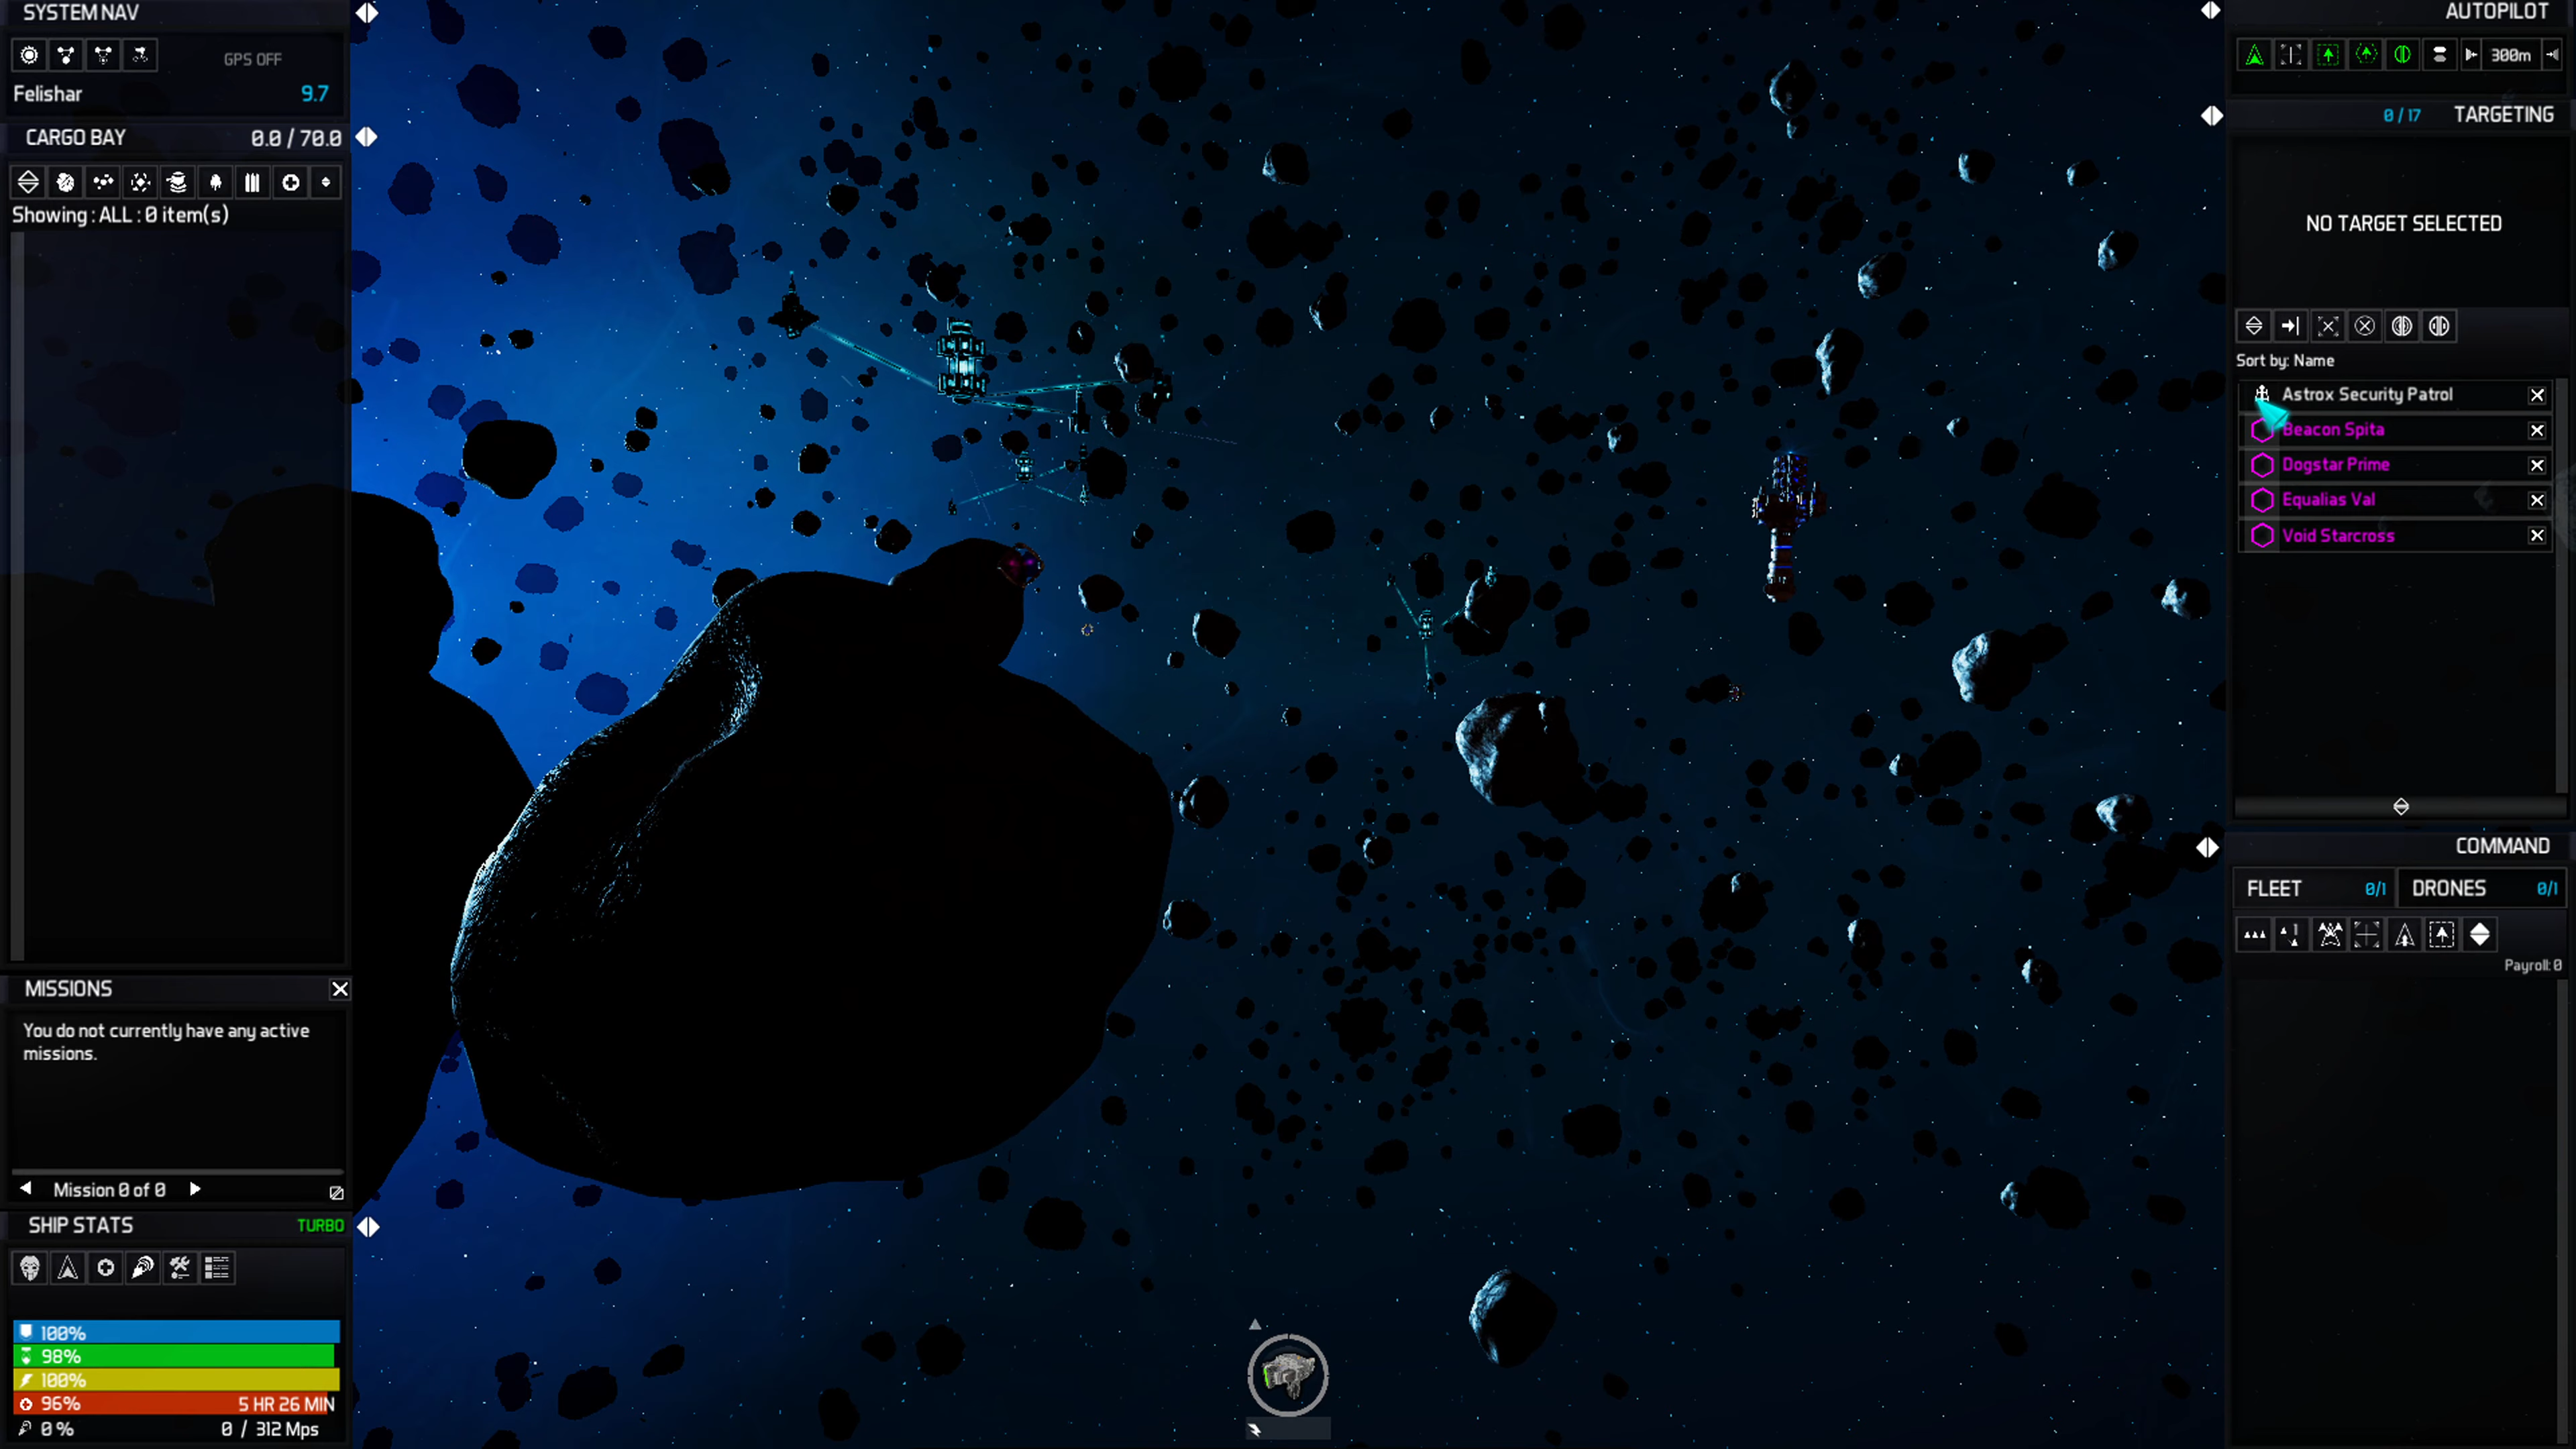 SYSTEM NAV
GPS OFF
Felishar 9.7
CARGO BAY 0.0 / 70.0
Showing : ALL : 0 item(s)
MISSIONS
You do not currently have any active
missions.
Mission 0 of 0
SHIP STATS TURBO
100%
98%
100%
96% 5 HR 26 MIN
0 % 0 / 312 Mps
AUTOPILOT
300m
0 / 17 TARGETING
NO TARGET SELECTED
Sort by: Name
Astrox Security Patrol
Beacon Spita
Dogstar Prime
Equalias Val
Void Starcross
COMMAND
FLEET 0/1 DRONES 0/1
Payroll: 0